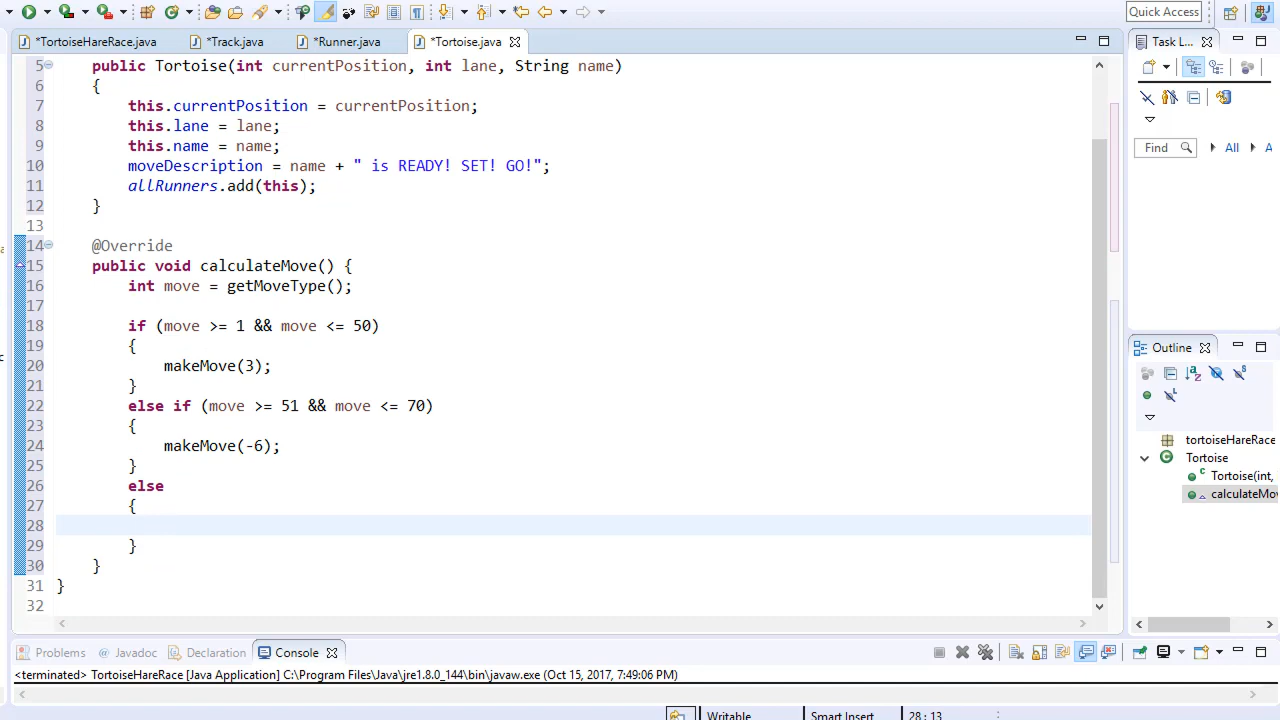 Quick Access
*TortoiseHareRace.java
*Track.java
*Runner.java
*Tortoise.java
Task L...
5 public Tortoise(int currentPosition, int lane, String name)
6 {
7 this.currentPosition = currentPosition;
8 this.lane = lane;
9 this.name = name;
10 moveDescription = name + " is READY! SET! GO!";
11 allRunners.add(this);
12 }
13
14 @Override
15 public void calculateMove() {
16 int move = getMoveType();
17
18 if (move >= 1 && move <= 50)
19 {
20 makeMove(3);
21 }
22 else if (move >= 51 && move <= 70)
23 {
24 makeMove(-6);
25 }
26 else
27 {
28
29 }
30 }
31 }
32
Find
All
A
Outline
tortoiseHareRace
Tortoise
Tortoise(int,
calculateMov
Problems
@ Javadoc
Declaration
Console
<terminated> TortoiseHareRace [Java Application] C:\Program Files\Java\jre1.8.0_144\bin\javaw.exe (Oct 15, 2017, 7:49:06 PM)
Writable
Smart Insert
28 : 13